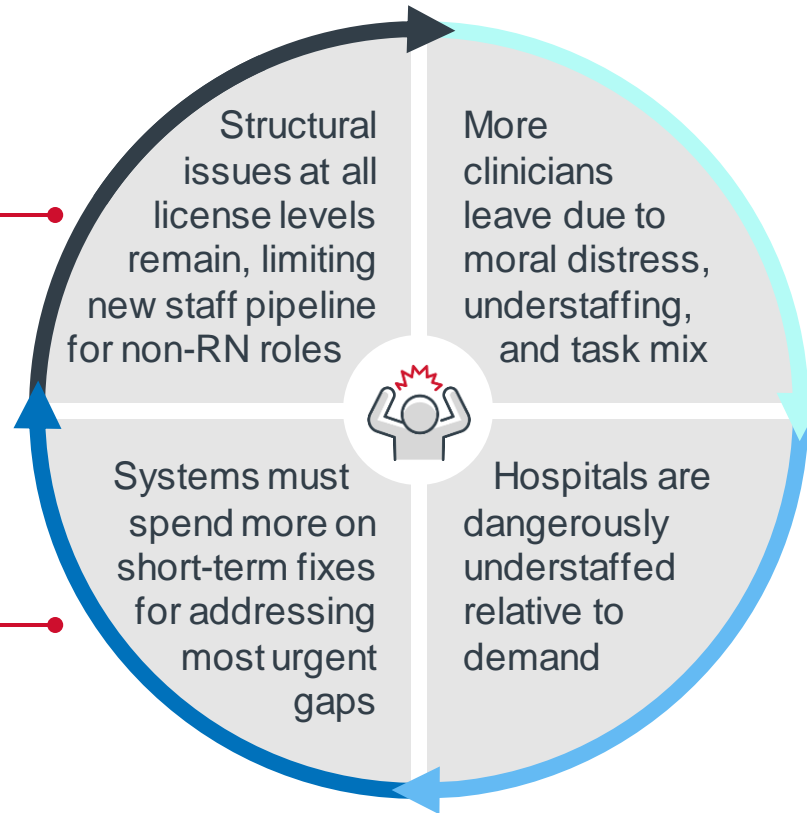 Structural
issues at all
license levels
remain, limiting
new staff pipeline
for non-RN roles
More
clinicians
leave due to
moral distress,
understaffing,
and task mix
Hospitals are
dangerously
understaffed
relative to
demand
Systems must
spend more on
short-term fixes
for addressing
most urgent
gaps